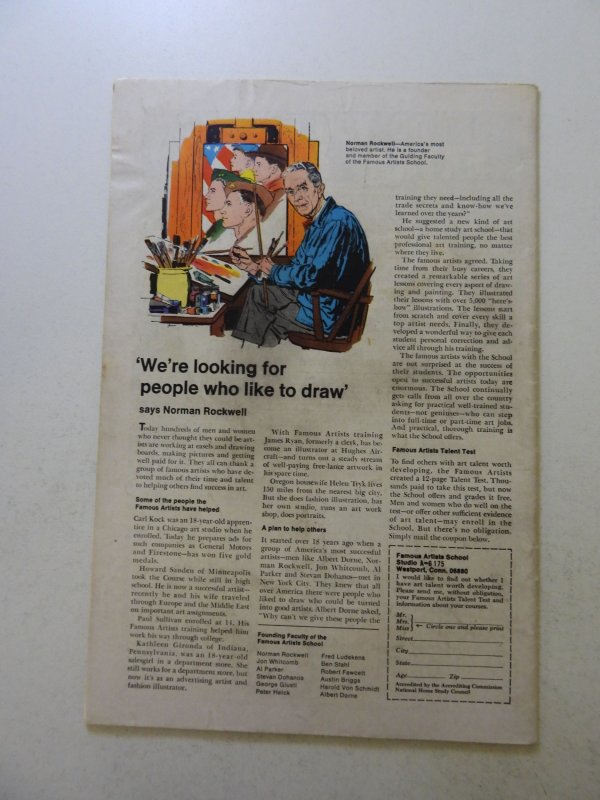 Norman Rockwell—America's most
beloved artist. He is a founder
and member of the Guiding Faculty
of the Famous Artists School.
'We're looking for
people who like to draw'
says Norman Rockwell
Today hundreds of men and women
who never thought they could be art-
ists are working at easels and drawing
boards, making pictures and getting
well paid for it. They all can thank a
group of famous artists who have de-
voted much of their time and talent
to helping others find success in art.
Some of the people the
Famous Artists have helped
Carl Kock was an 18-year-old appren-
tice in a Chicago art studio when he
enrolled. Today he prepares ads for
such companies as General Motors
and Firestone—has won five gold
medals.
Howard Sanden of Minneapolis
took the Course while still in high
school. He is now a successful artist—
recently he and his wife traveled
through Europe and the Middle East
on important art assignments.
Paul Sullivan enrolled at 14. His
Famous Artists training helped him
work his way through college.
Kathleen Gironda of Indiana,
Pennsylvania, was an 18-year-old
salesgirl in a department store. She
still works for a department store, but
now it's as an advertising artist and
fashion illustrator.
With Famous Artists training
James Ryan, formerly a clerk, has be-
come an illustrator at Hughes Air-
craft—and turns out a steady stream
of well-paying free-lance artwork in
his spare time.
Oregon housewife Helen Tryk lives
150 miles from the nearest big city.
But she does fashion illustration, has
her own studio, runs an art work
shop, does portraits.
A plan to help others
It started over 18 years ago when a
group of America's most successful
artists—men like Albert Dorne, Nor-
man Rockwell, Jon Whitcomb, Al
Parker and Stevan Dohanos—met in
New York City. They knew that all
over America there were people who
liked to draw who could be turned
into good artists. Albert Dorne asked,
"Why can't we give these people the
Founding Faculty of the
Famous Artists School
Norman Rockwell
Jon Whitcomb
Al Parker
Stevan Dohanos
George Giusti
Peter Helck
Fred Ludekens
Ben Stahl
Robert Fawcett
Austin Briggs
Harold Von Schmidt
Albert Dorne
training they need—including all the
trade secrets and know-how we've
learned over the years?"
He suggested a new kind of art
school—a home study art school—that
would give talented people the best
professional art training, no matter
where they live.
The famous artists agreed. Taking
time from their busy careers, they
created a remarkable series of art
lessons covering every aspect of draw-
ing and painting. They illustrated
their lessons with over 5,000 "here's-
how" illustrations. The lessons start
from scratch and cover every skill a
top artist needs. Finally, they de-
veloped a wonderful way to give each
student personal correction and ad-
vice all through his training.
The famous artists with the School
are not surprised at the success of
their students. The opportunities
open to successful artists today are
enormous. The School continually
gets calls from all over the country
asking for practical well-trained stu-
dents—not geniuses—who can step
into full-time or part-time art jobs.
And practical, thorough training is
what the School offers.
Famous Artists Talent Test
To find others with art talent worth
developing, the Famous Artists
created a 12-page Talent Test. Thou-
sands paid to take this test, but now
the School offers and grades it free.
Men and women who do well on the
test—or offer other sufficient evidence
of art talent—may enroll in the
School. But there's no obligation.
Simply mail the coupon below.
Famous Artists School
Studio A-6175
Westport, Conn. 06880
I would like to find out whether I
have art talent worth developing.
Please send me, without obligation,
your Famous Artists Talent Test and
information about your courses.
Mr.
Mrs.
Miss
← Circle one and please print
Street
City
State
Age Zip
Accredited by the Accrediting Commission
National Home Study Council